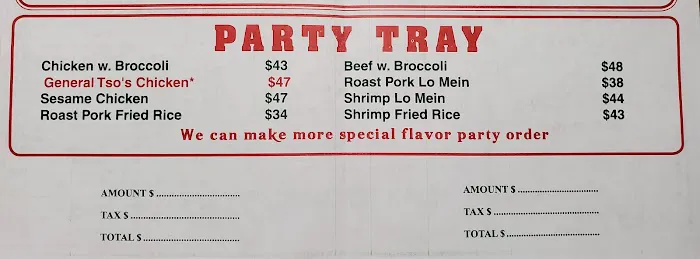 PARTY TRAY
Chicken w. Broccoli $43
General Tso's Chicken* $47
Sesame Chicken $47
Roast Pork Fried Rice $34
Beef w. Broccoli $48
Roast Pork Lo Mein $38
Shrimp Lo Mein $44
Shrimp Fried Rice $43
We can make more special flavor party order
AMOUNT $ ..................................
TAX $ ..........................................
TOTAL $ .....................................
AMOUNT $ ..................................
TAX $ ..........................................
TOTAL $ .....................................